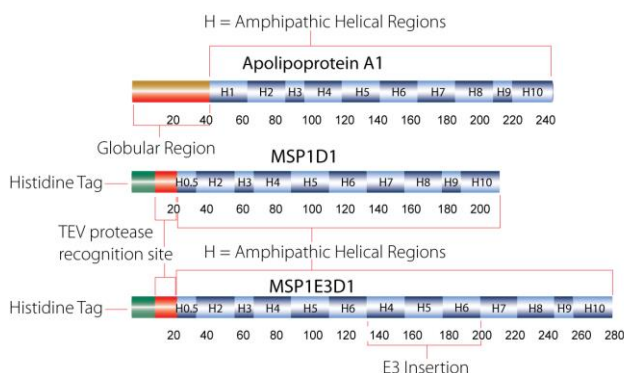 H = Amphipathic Helical Regions
Apolipoprotein A1
H1 H2 H3 H4 H5 H6 H7 H8 H9 H10
20 40 60 80 100 120 140 160 180 200 220 240
Globular Region
MSP1D1
Histidine Tag
H0.5 H2 H3 H4 H5 H6 H7 H8 H9 H10
20 40 60 80 100 120 140 160 180 200
TEV protease
recognition site
H = Amphipathic Helical Regions
MSP1E3D1
Histidine Tag
H0.5 H2 H3 H4 H5 H6 H4 H5 H6 H7 H8 H9 H10
20 40 60 80 100 120 140 160 180 200 220 240 260 280
E3 Insertion